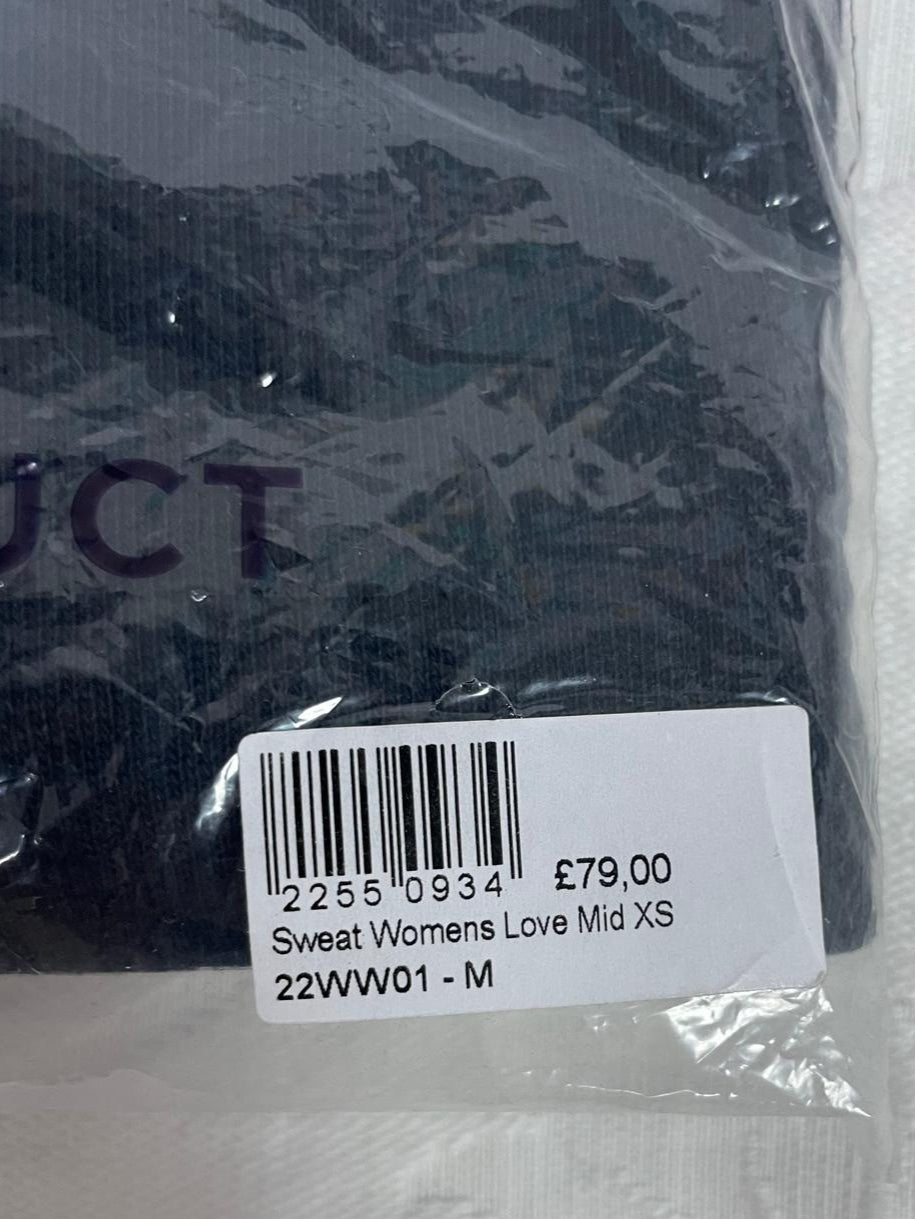 UCT
2255 0934 £79,00
Sweat Womens Love Mid XS
22WW01 - M